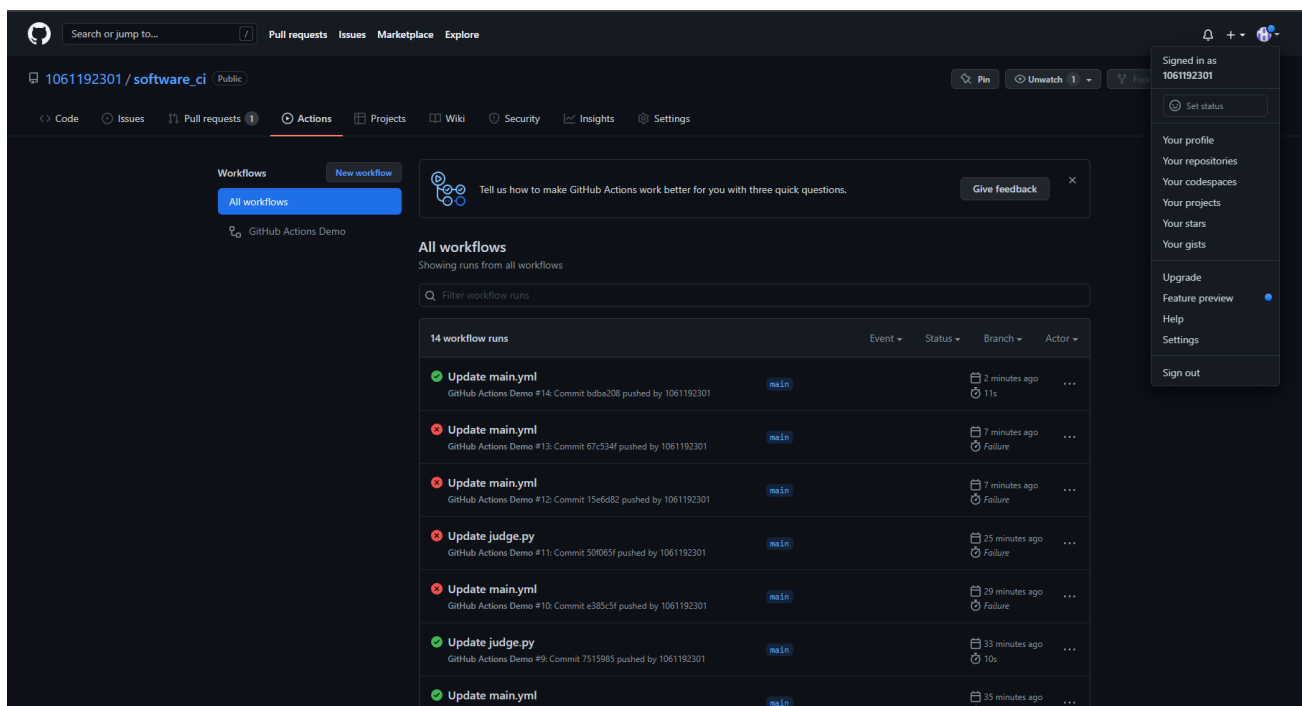 Search or jump to... / Pull requests Issues Marketplace Explore
1061192301 / software_ci Public Pin Unwatch 1
Code Issues Pull requests 1 Actions Projects Wiki Security Insights Settings
Signed in as
1061192301
Set status
Your profile
Your repositories
Your codespaces
Your projects
Your stars
Your gists
Upgrade
Feature preview
Help
Settings
Sign out
Workflows New workflow
All workflows
GitHub Actions Demo
Tell us how to make GitHub Actions work better for you with three quick questions. Give feedback
All workflows
Showing runs from all workflows
Filter workflow runs
14 workflow runs Event Status Branch Actor
Update main.yml main 2 minutes ago
GitHub Actions Demo #14: Commit bdba208 pushed by 1061192301 11s
Update main.yml main 7 minutes ago
GitHub Actions Demo #13: Commit 67c534f pushed by 1061192301 Failure
Update main.yml main 7 minutes ago
GitHub Actions Demo #12: Commit 15e6d82 pushed by 1061192301 Failure
Update judge.py main 25 minutes ago
GitHub Actions Demo #11: Commit 50f065f pushed by 1061192301 Failure
Update main.yml main 29 minutes ago
GitHub Actions Demo #10: Commit e385c5f pushed by 1061192301 Failure
Update judge.py main 33 minutes ago
GitHub Actions Demo #9: Commit 7515985 pushed by 1061192301 10s
Update main.yml main 35 minutes ago